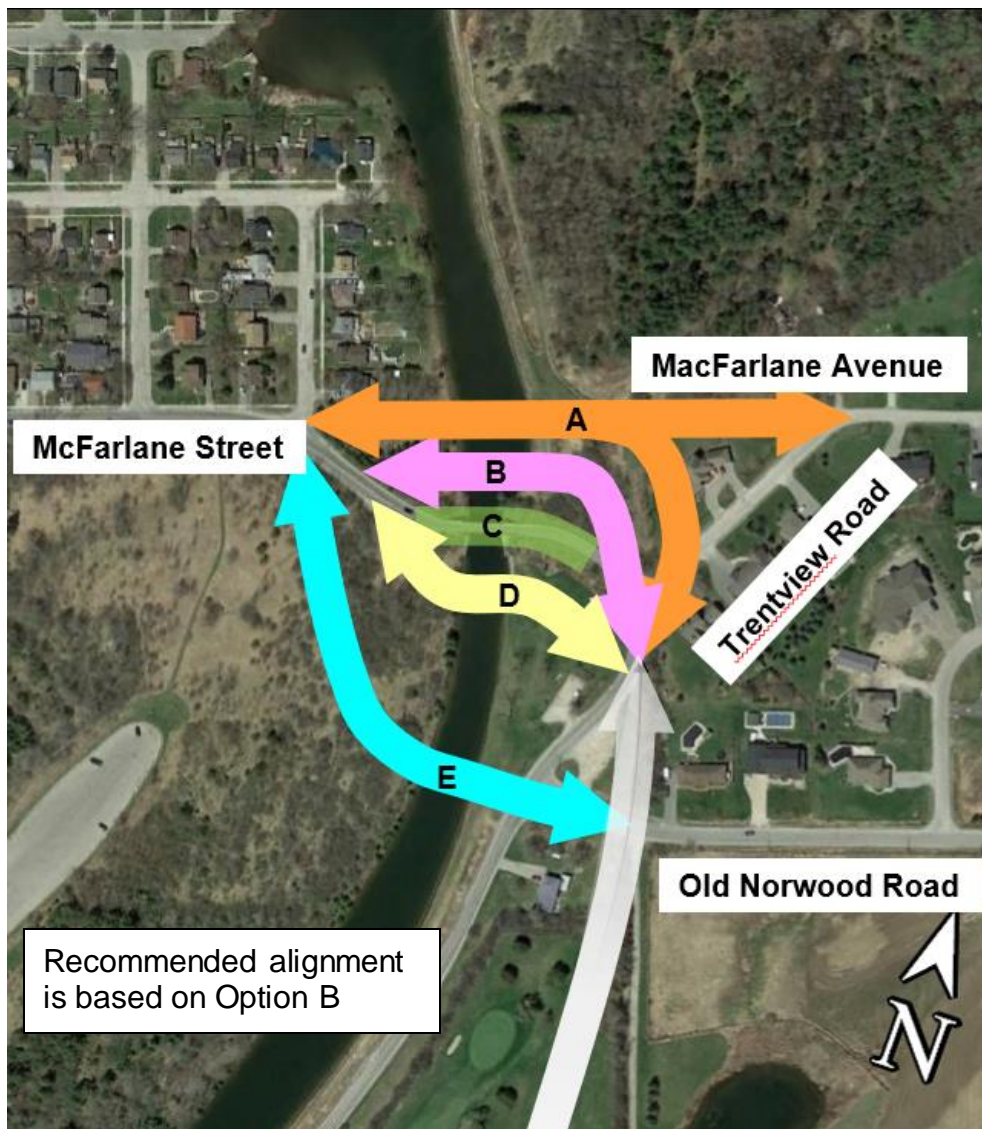 MacFarlane Avenue
A
McFarlane Street
B
C
Trentview Road
D
E
Old Norwood Road
Recommended alignment
is based on Option B
N